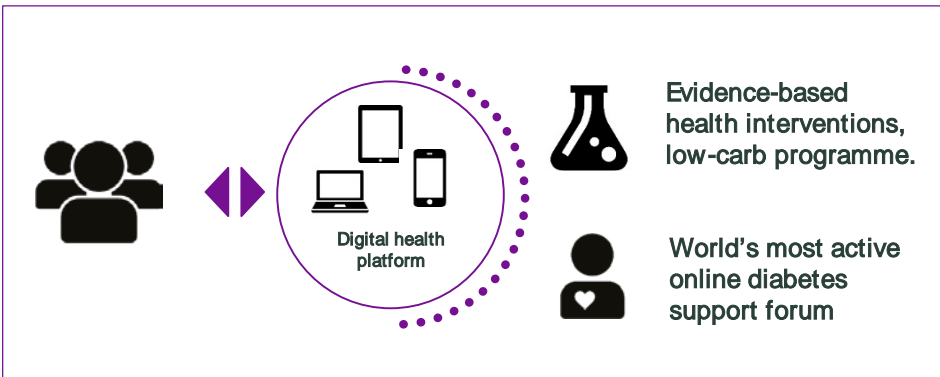 Digital health
platform
Evidence-based
health interventions,
low-carb programme.
World's most active
online diabetes
support forum